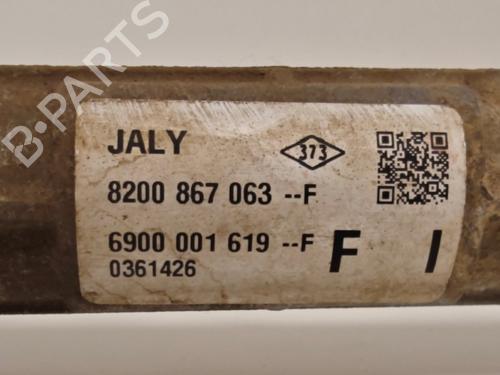 JALY
373
8200 867 063 --F
6900 001 619 --F
0361426
F I
B-PARTS